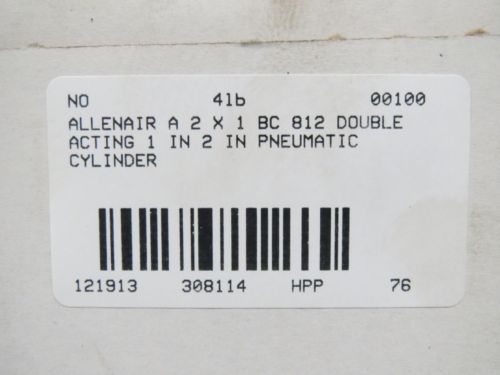 NO 4lb 00100
ALLENAIR A 2 X 1 BC 812 DOUBLE
ACTING 1 IN 2 IN PNEUMATIC
CYLINDER
121913 308114 HPP 76